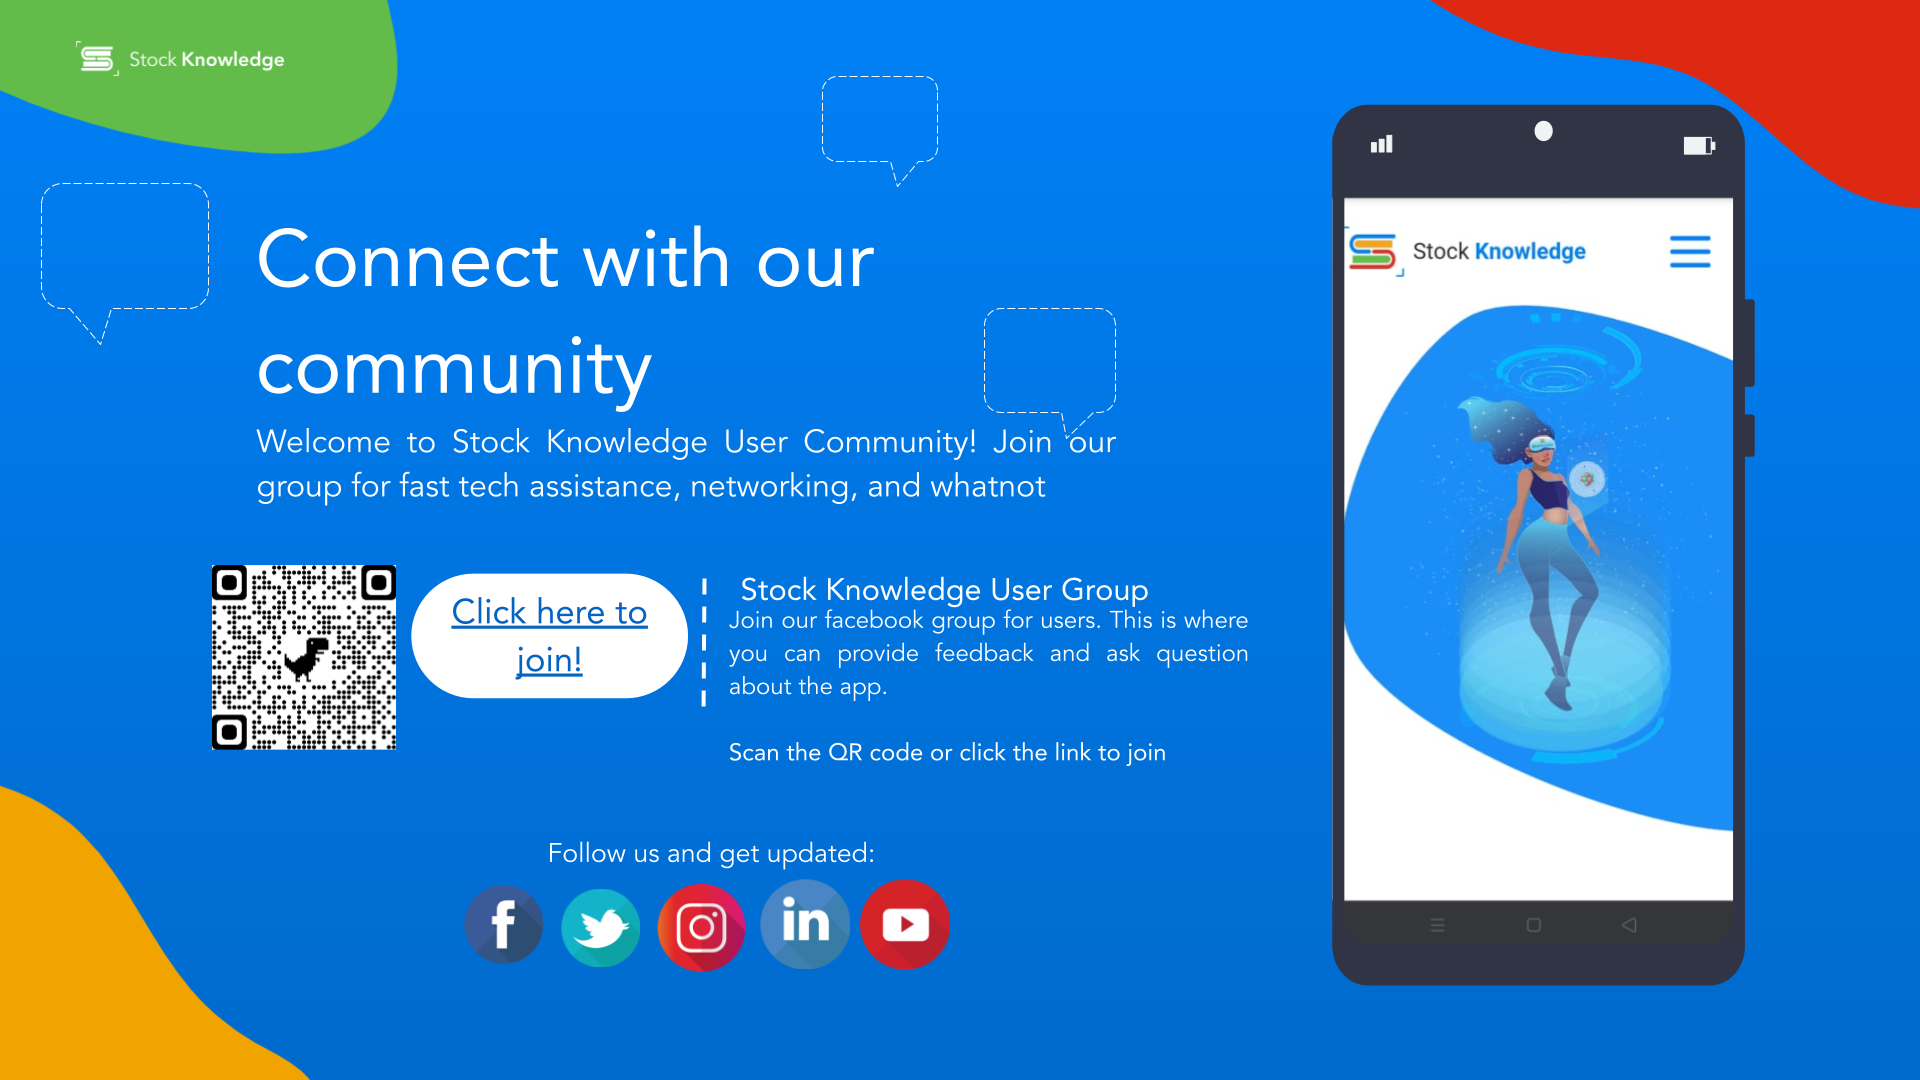 Stock Knowledge
Connect with our
community
Welcome to Stock Knowledge User Community! Join our
group for fast tech assistance, networking, and whatnot
Click here to
join!
Stock Knowledge User Group
Join our facebook group for users. This is where
you can provide feedback and ask question
about the app.
Scan the QR code or click the link to join
Follow us and get updated:
f
in
Stock Knowledge